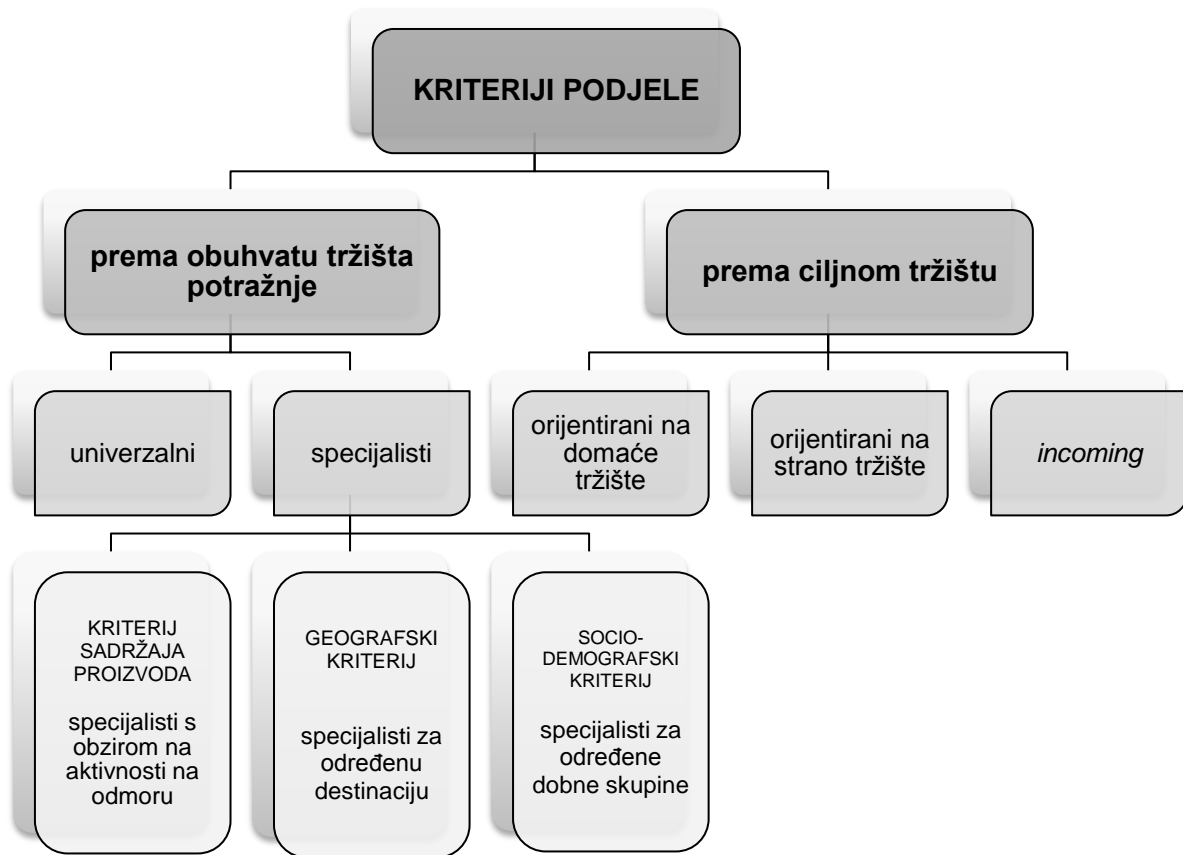 KRITERIJI PODJELE
prema obuhvatu tržišta
potražnje
prema ciljnom tržištu
univerzalni
specijalisti
orijentirani na
domaće
tržište
orijentirani na
strano tržište
incoming
KRITERIJ
SADRŽAJA
PROIZVODA
specijalisti s
obzirom na
aktivnosti na
odmoru
GEOGRAFSKI
KRITERIJ
specijalisti za
određenu
destinaciju
SOCIO-
DEMOGRAFSKI
KRITERIJ
specijalisti za
određene
dobne skupine